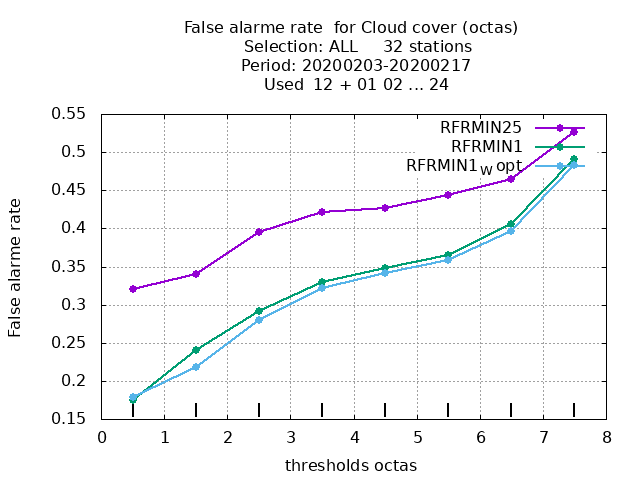 False alarme rate  for Cloud cover (octas)
Selection: ALL     32 stations
Period: 20200203-20200217
Used  12 + 01 02 ... 24
0.55
0.5
0.45
0.4
0.35
0.3
0.25
0.2
0.15
False alarme rate
RFRMIN25
RFRMIN1
RFRMIN1w opt
0 1 2 3 4 5 6 7 8
thresholds octas